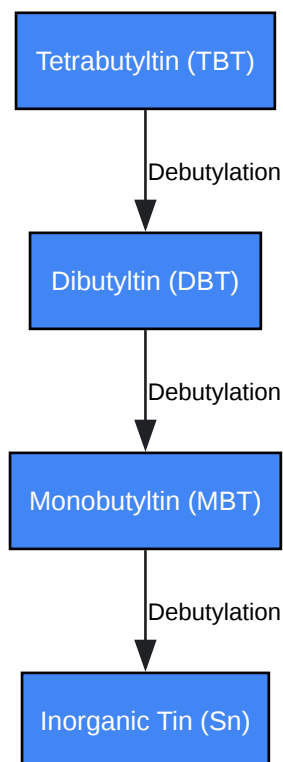 Tetrabutyltin (TBT)
Debutylation
Dibutyltin (DBT)
Debutylation
Monobutyltin (MBT)
Debutylation
Inorganic Tin (Sn)